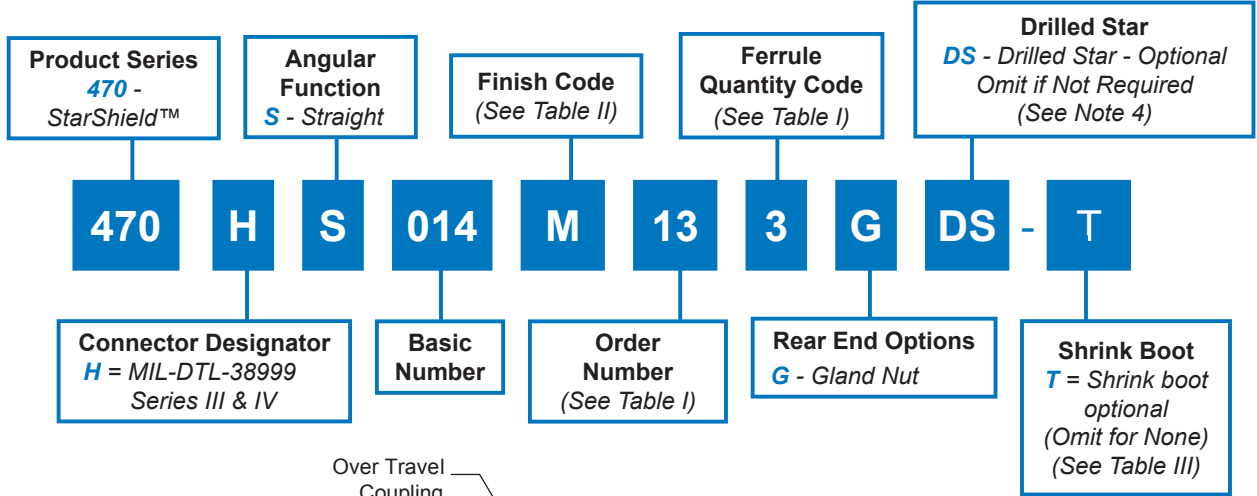 Product Series
470 -
StarShield™
Angular
Function
S - Straight
Finish Code
(See Table II)
Ferrule
Quantity Code
(See Table I)
Drilled Star
DS - Drilled Star - Optional
Omit if Not Required
(See Note 4)
470 H S 014 M 13 3 G DS - T
Connector Designator
H = MIL-DTL-38999
Series III & IV
Basic
Number
Order
Number
(See Table I)
Rear End Options
G - Gland Nut
Shrink Boot
T = Shrink boot
optional
(Omit for None)
(See Table III)
Over Travel
Coupling